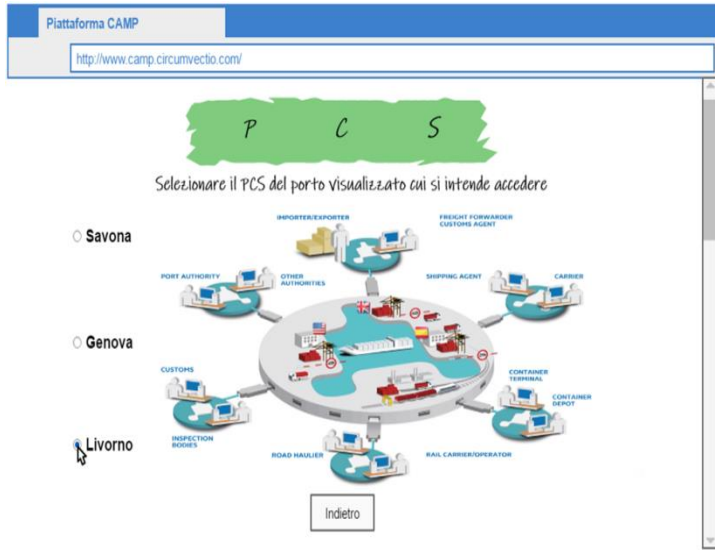 Piattaforma CAMP
http://www.camp.circumvectio.com/
P C S
Selezionare il PCS del porto visualizzato cui si intende accedere
Savona
Genova
Livorno
IMPORTER/EXPORTER
FREIGHT FORWARDER
CUSTOMS AGENT
PORT AUTHORITY
OTHER
AUTHORITIES
SHIPPING AGENT
CARRIER
CUSTOMS
INSPECTION
BODIES
CONTAINER
TERMINAL
CONTAINER
DEPOT
ROAD HAULIER
RAIL CARRIER/OPERATOR
Indietro